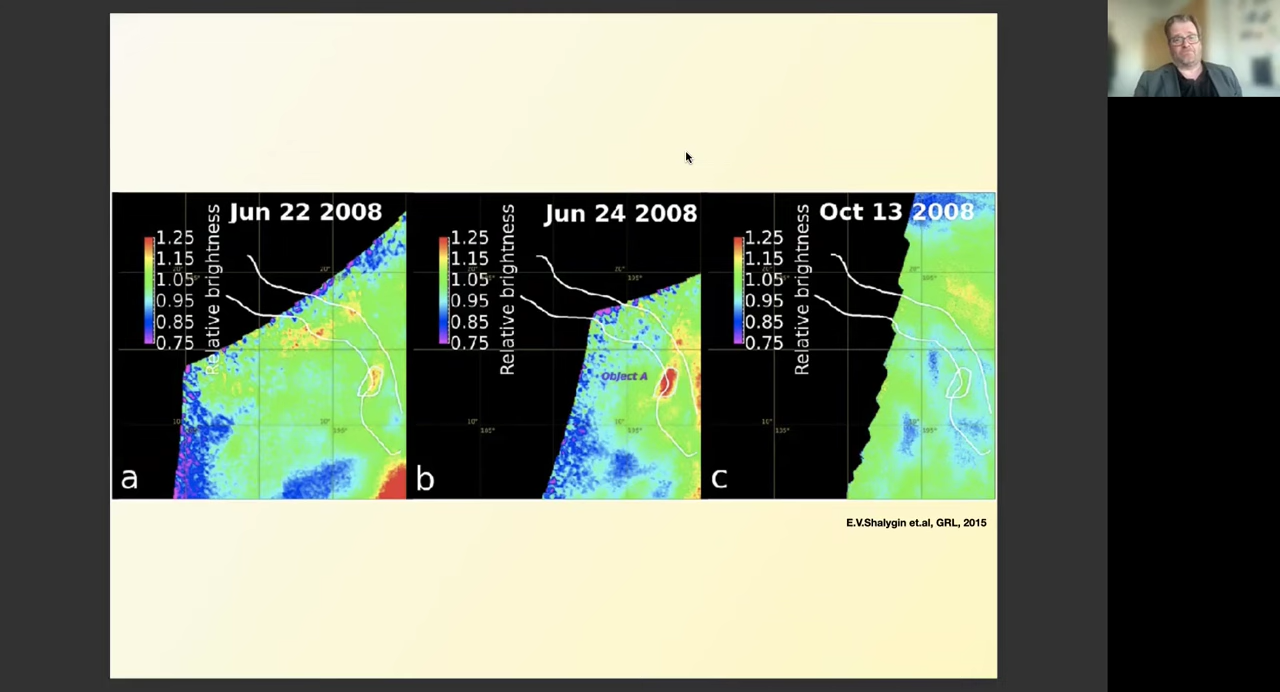 Jun 22 2008
1.25
1.15
1.05
0.95
0.85
0.75
Relative brightness
a
Jun 24 2008
1.25
1.15
1.05
0.95
0.85
0.75
Relative brightness
Object A
b
Oct 13 2008
1.25
1.15
1.05
0.95
0.85
0.75
Relative brightness
c
E.V.Shalygin et.al, GRL, 2015